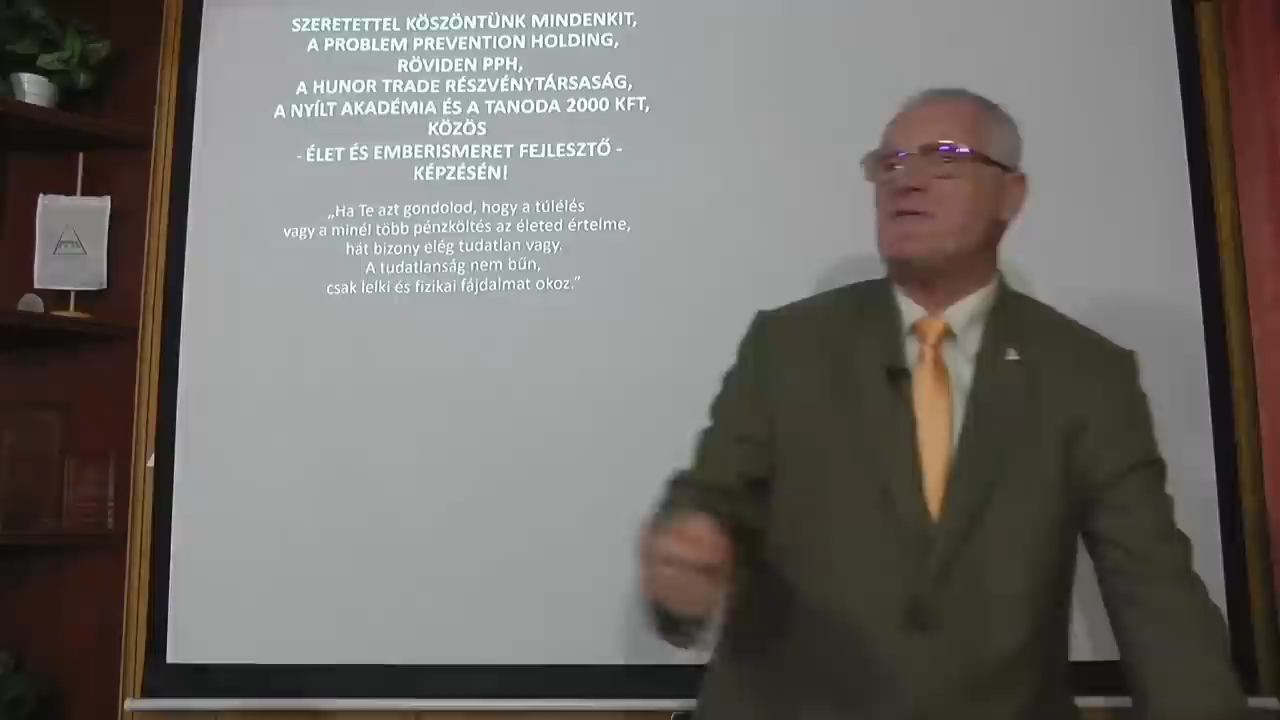 SZERETETTEL KÖSZÖNTÜNK MINDENKIT,
A PROBLEM PREVENTION HOLDING,
RÖVIDEN PPH,
A HUNOR TRADE RÉSZVÉNYTÁRSASÁG,
A NYÍLT AKADÉMIA ÉS A TANODA 2000 KFT,
KÖZÖS
- ÉLET ÉS EMBERISMERET FEJLESZTŐ -
KÉPZÉSÉN!
„Ha Te azt gondolod, hogy a túlélés
vagy a minél több pénzköltés az életed értelme,
hát bizony elég tudatlan vagy.
A tudatlanság nem bűn,
csak lelki és fizikai fájdalmat okoz.”